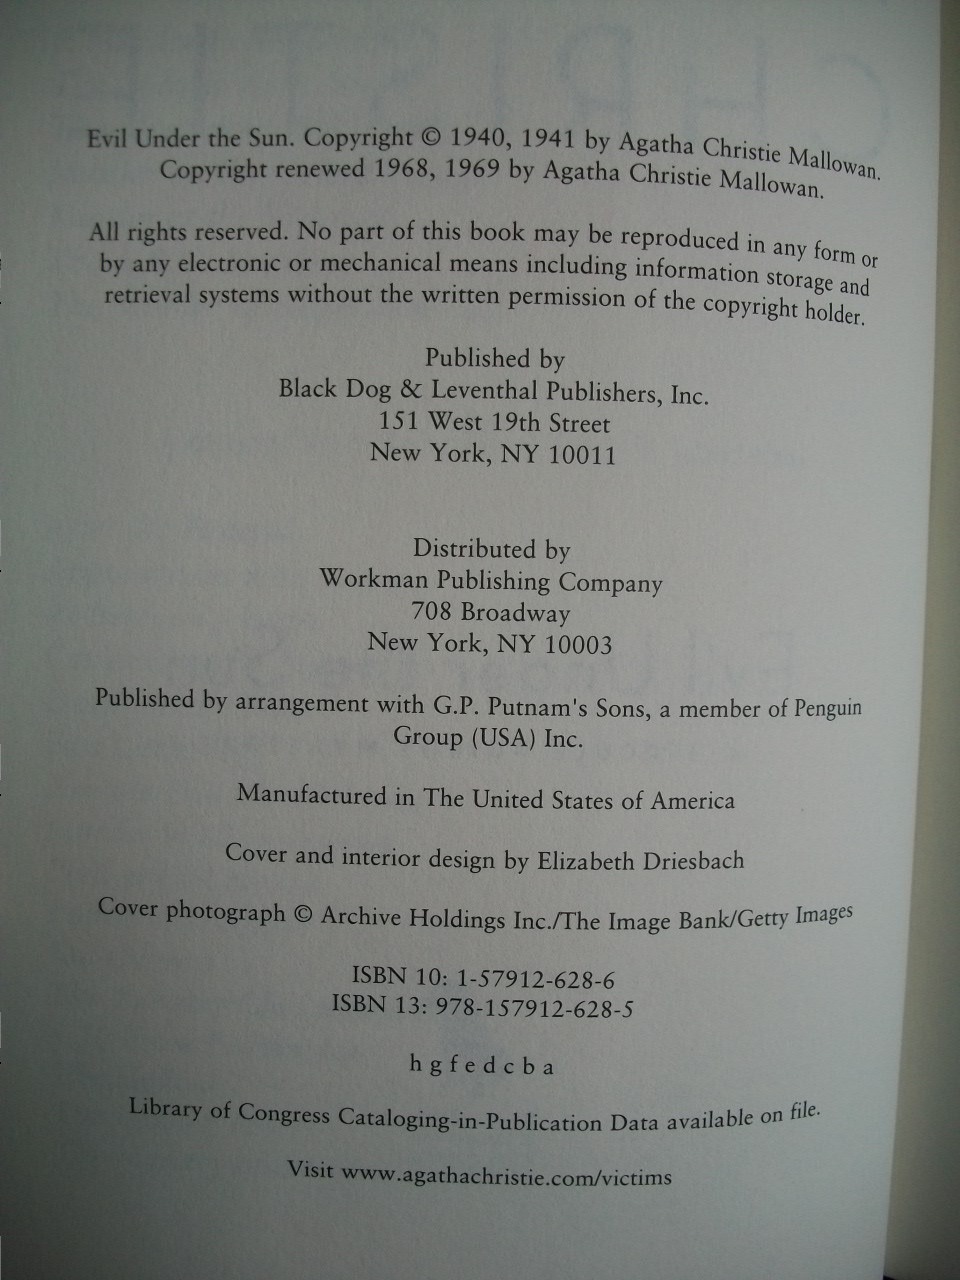 Evil Under the Sun. Copyright © 1940, 1941 by Agatha Christie Mallowan.
Copyright renewed 1968, 1969 by Agatha Christie Mallowan.
All rights reserved. No part of this book may be reproduced in any form or
by any electronic or mechanical means including information storage and
retrieval systems without the written permission of the copyright holder.
Published by
Black Dog & Leventhal Publishers, Inc.
151 West 19th Street
New York, NY 10011
Distributed by
Workman Publishing Company
708 Broadway
New York, NY 10003
Published by arrangement with G.P. Putnam's Sons, a member of Penguin
Group (USA) Inc.
Manufactured in The United States of America
Cover and interior design by Elizabeth Driesbach
Cover photograph © Archive Holdings Inc./The Image Bank/Getty Images
ISBN 10: 1-57912-628-6
ISBN 13: 978-157912-628-5
h g f e d c b a
Library of Congress Cataloging-in-Publication Data available on file.
Visit www.agathachristie.com/victims